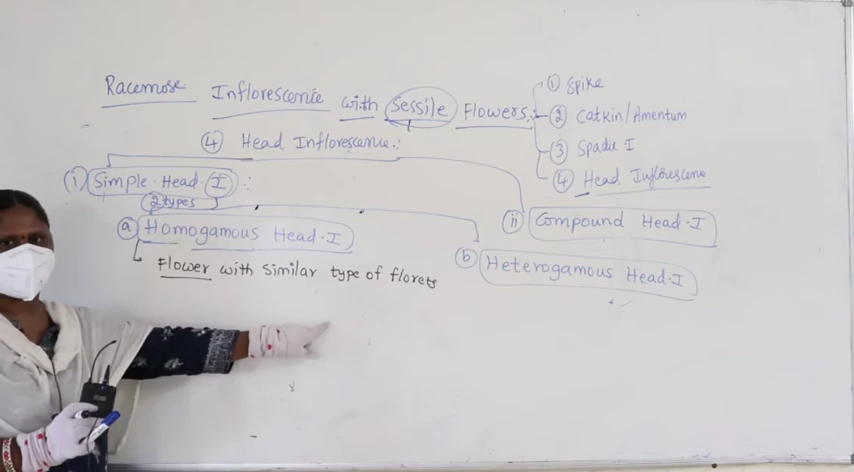 Racemose Inflorescence with Sessile Flowers:
① Spike
② Catkin/Amentum
③ Spadix I
④ Head Inflorescence
④ Head Inflorescence:
(i) Simple Head-I:
2 types
ⓐ Homogamous Head-I
Flower with similar type of florets
(ii) Compound Head-I
ⓑ Heterogamous Head-I